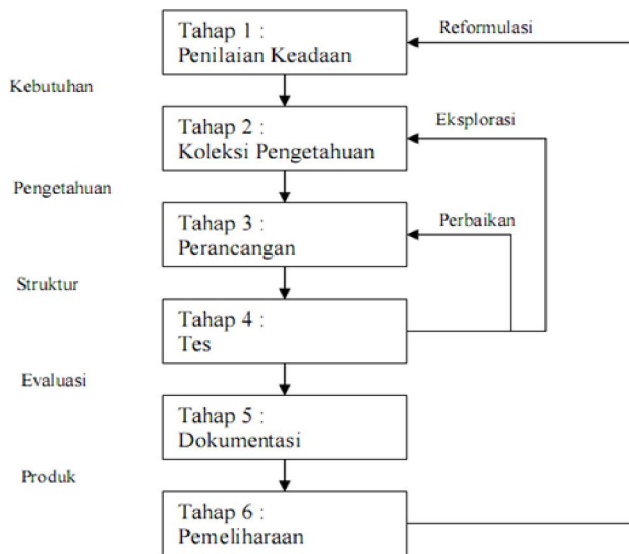 Tahap 1 :
Penilaian Keadaan
Reformulasi
Kebutuhan
Tahap 2 :
Koleksi Pengetahuan
Eksplorasi
Pengetahuan
Tahap 3 :
Perancangan
Perbaikan
Struktur
Tahap 4 :
Tes
Evaluasi
Tahap 5 :
Dokumentasi
Produk
Tahap 6 :
Pemeliharaan